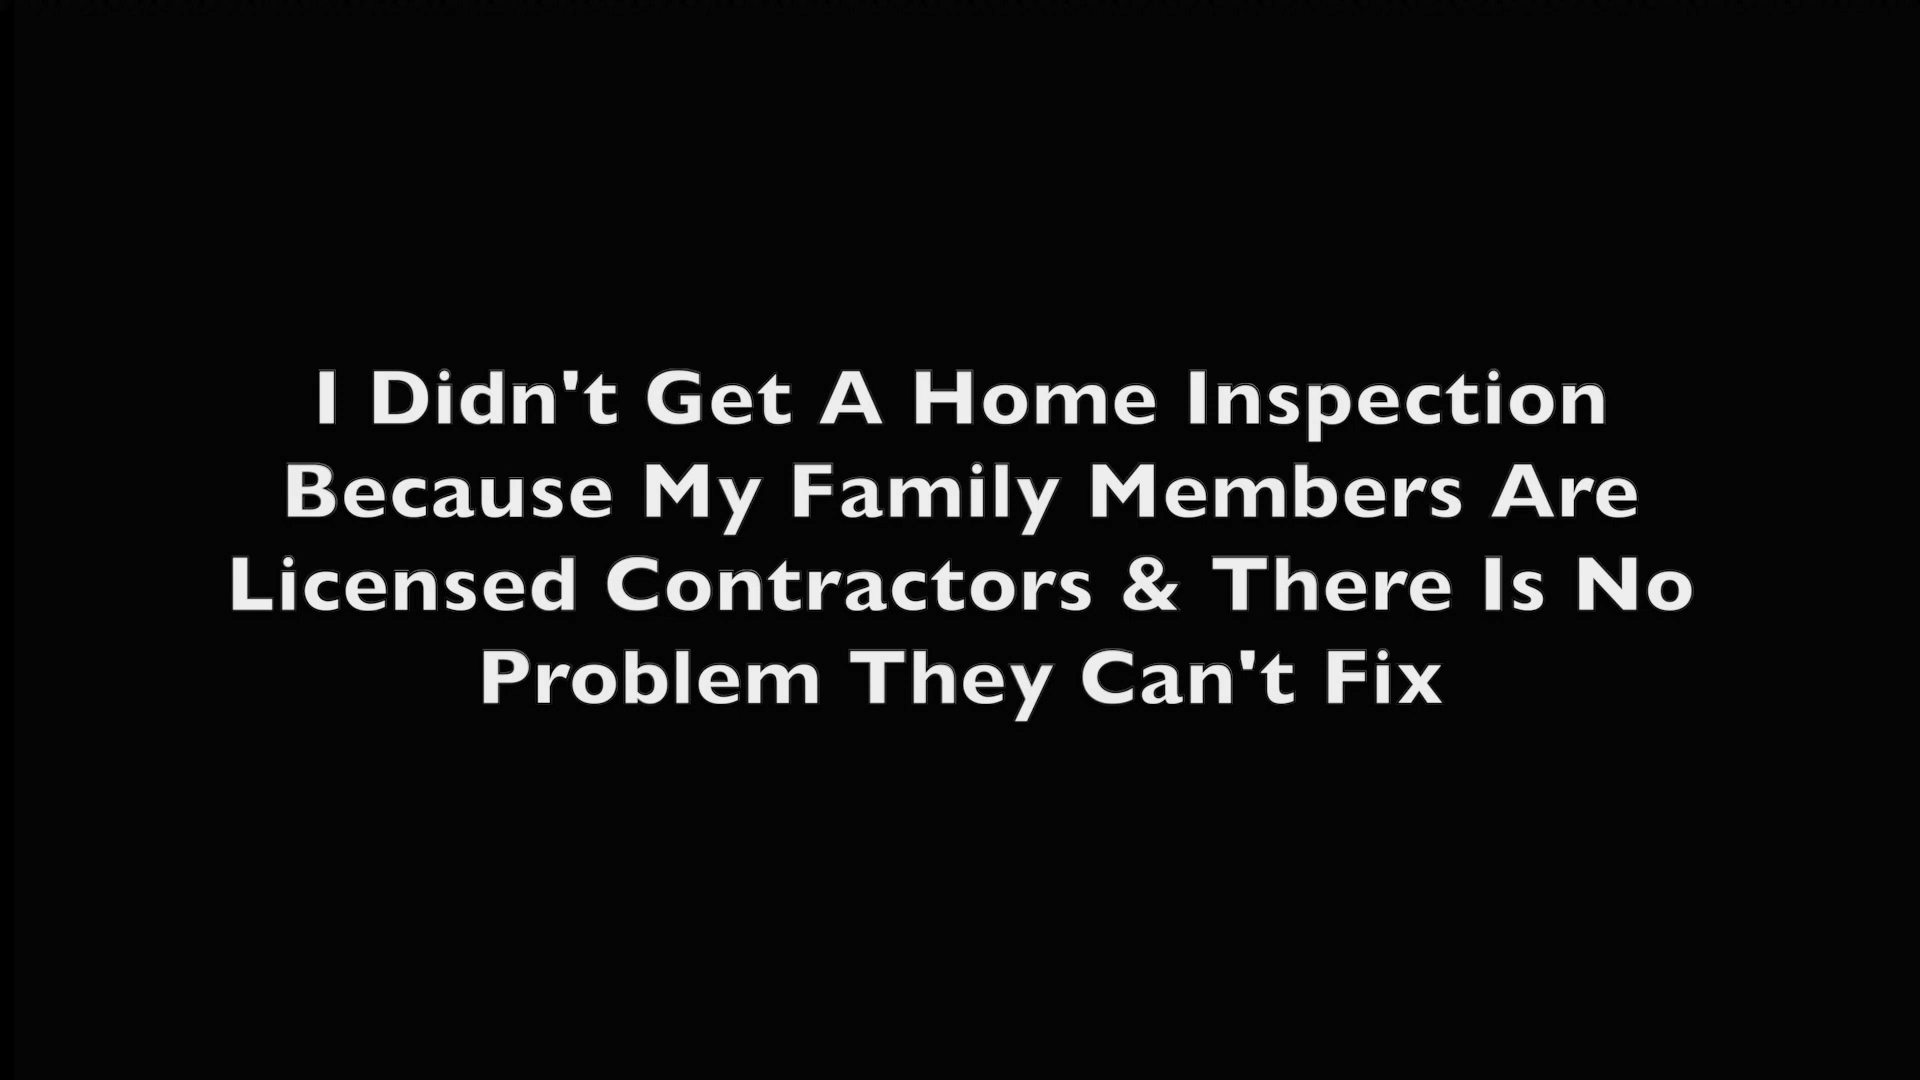 I Didn't Get A Home Inspection
Because My Family Members Are
Licensed Contractors & There Is No
Problem They Can't Fix